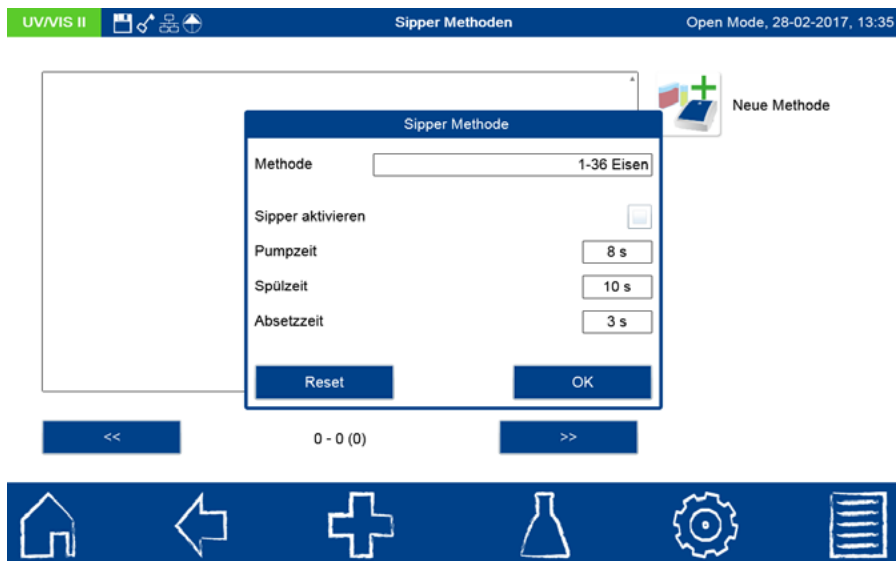 UV/VIS II Sipper Methoden Open Mode, 28-02-2017, 13:35
Neue Methode
Sipper Methode
Methode 1-36 Eisen
Sipper aktivieren
Pumpzeit 8 s
Spülzeit 10 s
Absetzzeit 3 s
Reset OK
<< 0 - 0 (0) >>